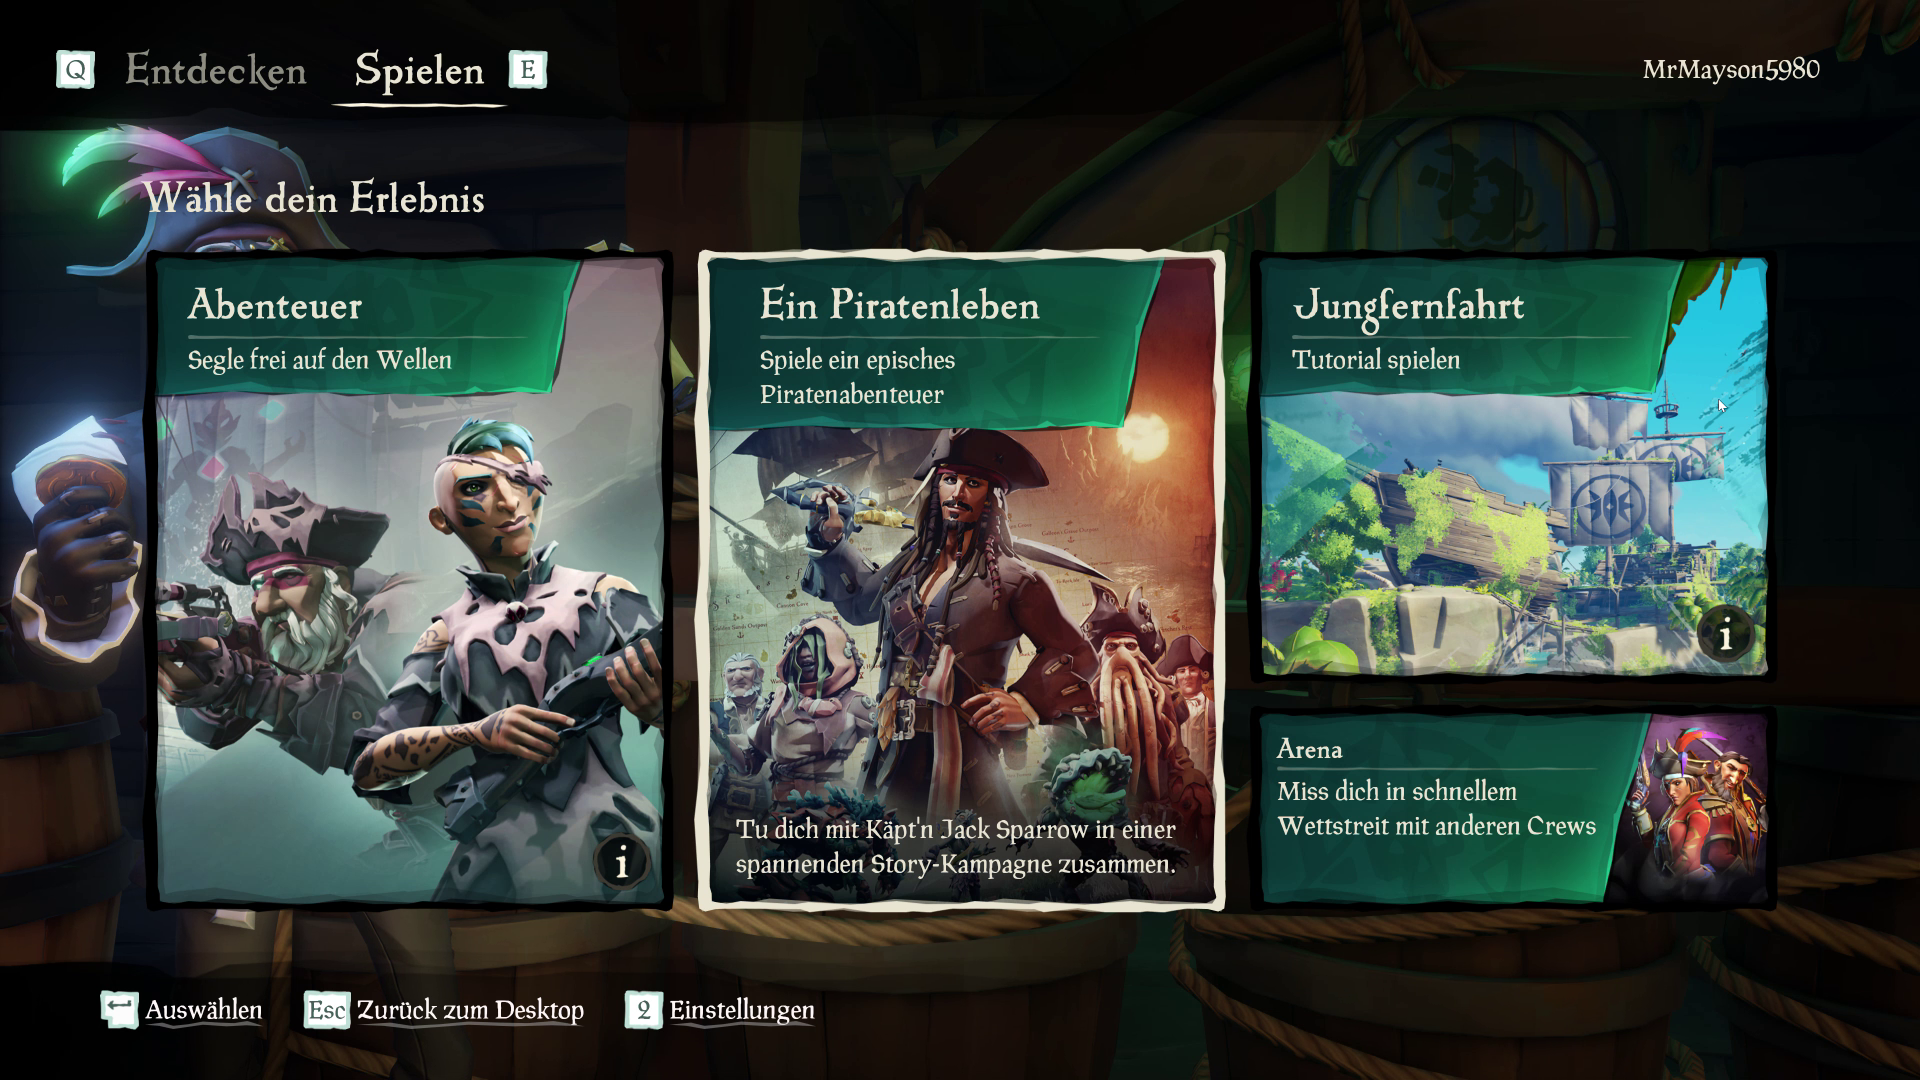 Q Entdecken Spielen E
MrMayson5980
Wähle dein Erlebnis
Abenteuer
Segle frei auf den Wellen
Ein Piratenleben
Spiele ein episches
Piratenabenteuer
Tu dich mit Käpt'n Jack Sparrow in einer
spannenden Story-Kampagne zusammen.
Jungfernfahrt
Tutorial spielen
Arena
Miss dich in schnellem
Wettstreit mit anderen Crews
Auswählen Esc Zurück zum Desktop 2 Einstellungen